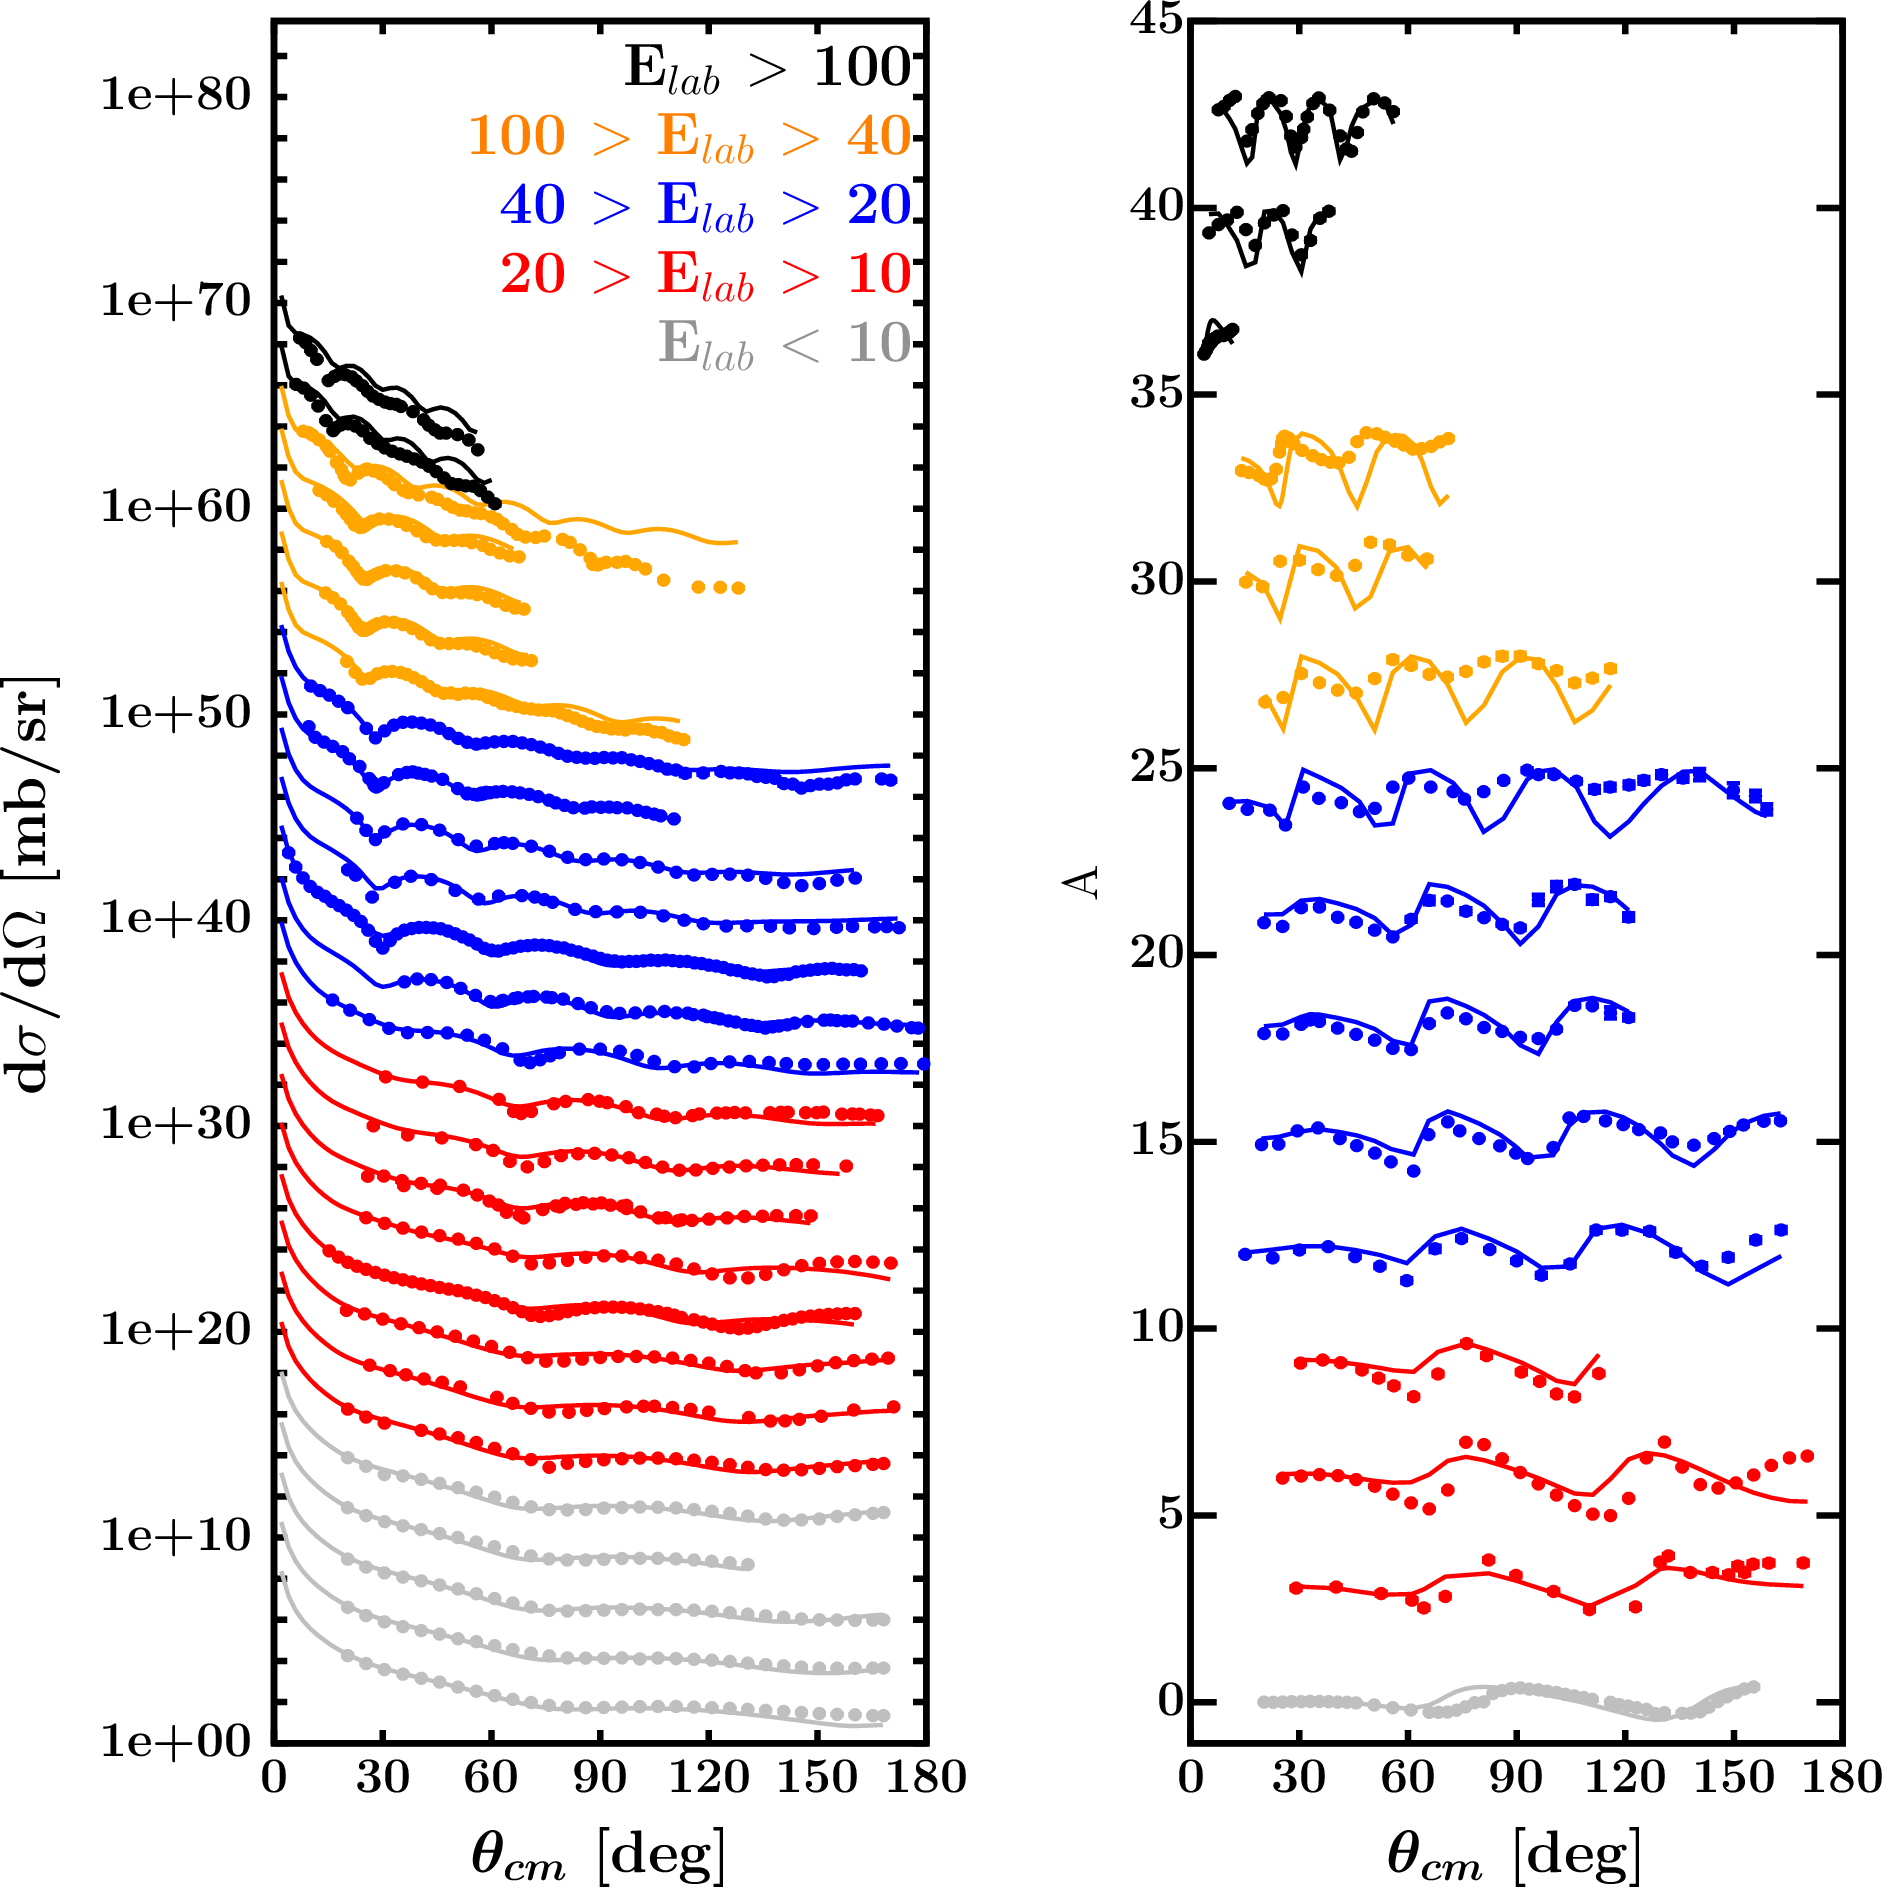 E_lab > 100
100 > E_lab > 40
40 > E_lab > 20
20 > E_lab > 10
E_lab < 10
1e+80
1e+70
1e+60
1e+50
1e+40
1e+30
1e+20
1e+10
1e+00
0 30 60 90 120 150 180
dσ/dΩ [mb/sr]
θ_cm [deg]
45
40
35
30
25
20
15
10
5
0
0 30 60 90 120 150 180
A
θ_cm [deg]